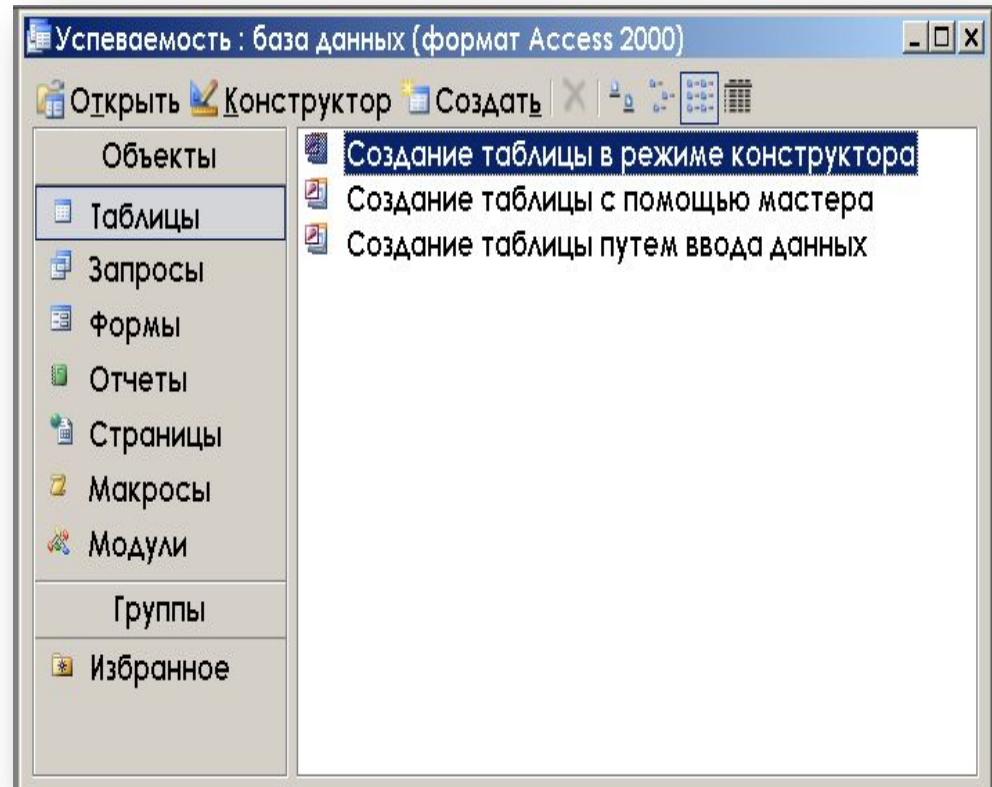 Успеваемость : база данных (формат Access 2000)
Открыть Конструктор Создать
Объекты
Таблицы
Запросы
Формы
Отчеты
Страницы
Макросы
Модули
Группы
Избранное
Создание таблицы в режиме конструктора
Создание таблицы с помощью мастера
Создание таблицы путем ввода данных